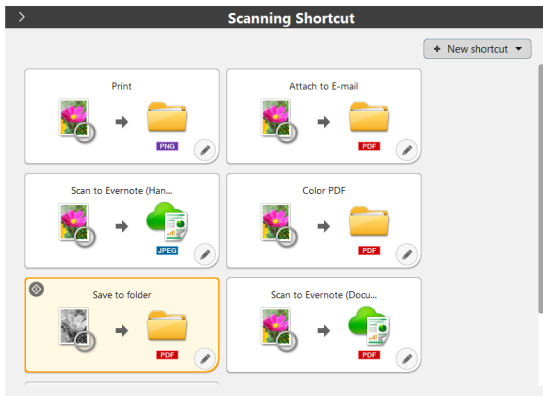 Scanning Shortcut
+ New shortcut
Print
PNG
Attach to E-mail
PDF
Scan to Evernote (Han...
JPEG
Color PDF
PDF
Save to folder
PDF
Scan to Evernote (Docu...
PDF